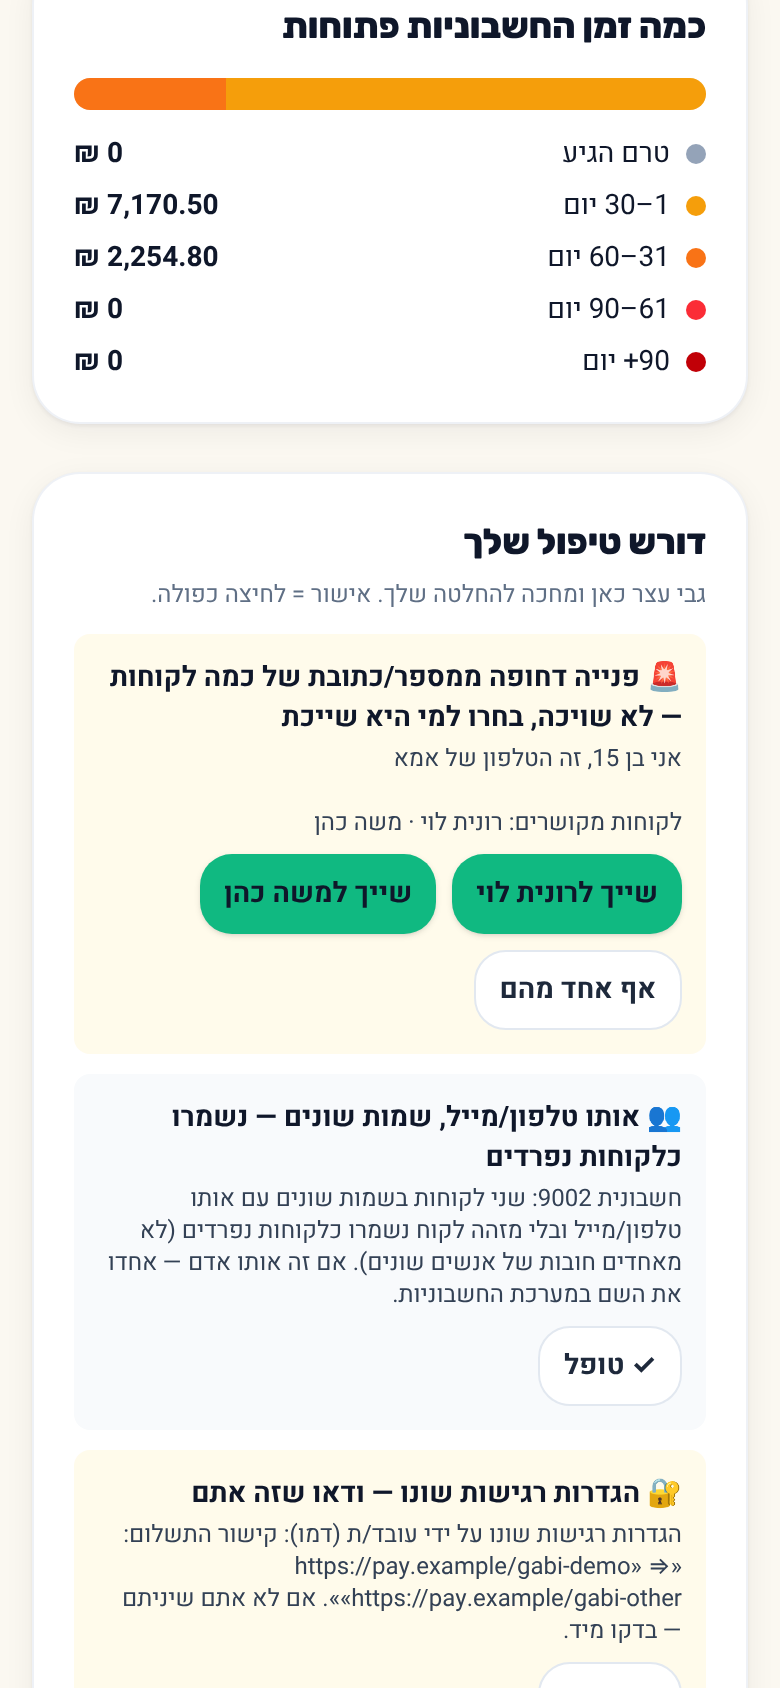 כמה זמן החשבוניות פתוחות
טרם הגיע 0 ₪
1–30 יום 7,170.50 ₪
31–60 יום 2,254.80 ₪
61–90 יום 0 ₪
90+ יום 0 ₪
דורש טיפול שלך
גבי עצר כאן ומחכה להחלטה שלך. אישור = לחיצה כפולה.
🚨 פנייה דחופה ממספר/כתובת של כמה לקוחות
— לא שויכה, בחרו למי היא שייכת
אני בן 15, זה הטלפון של אמא
לקוחות מקושרים: רונית לוי · משה כהן
שייך לרונית לוי
שייך למשה כהן
אף אחד מהם
👥 אותו טלפון/מייל, שמות שונים — נשמרו
כלקוחות נפרדים
חשבונית 9002: שני לקוחות בשמות שונים עם אותו
טלפון/מייל ובלי מזהה לקוח נשמרו כלקוחות נפרדים (לא
מאחדים חובות של אנשים שונים). אם זה אותו אדם — אחדו
את השם במערכת החשבוניות.
✓ טופל
🔐 הגדרות רגישות שונו — ודאו שזה אתם
הגדרות רגישות שונו על ידי עובד/ת (דמו): קישור התשלום:
«https://pay.example/gabi-demo» ⇒
«https://pay.example/gabi-other». אם לא אתם שיניתם
— בדקו מיד.